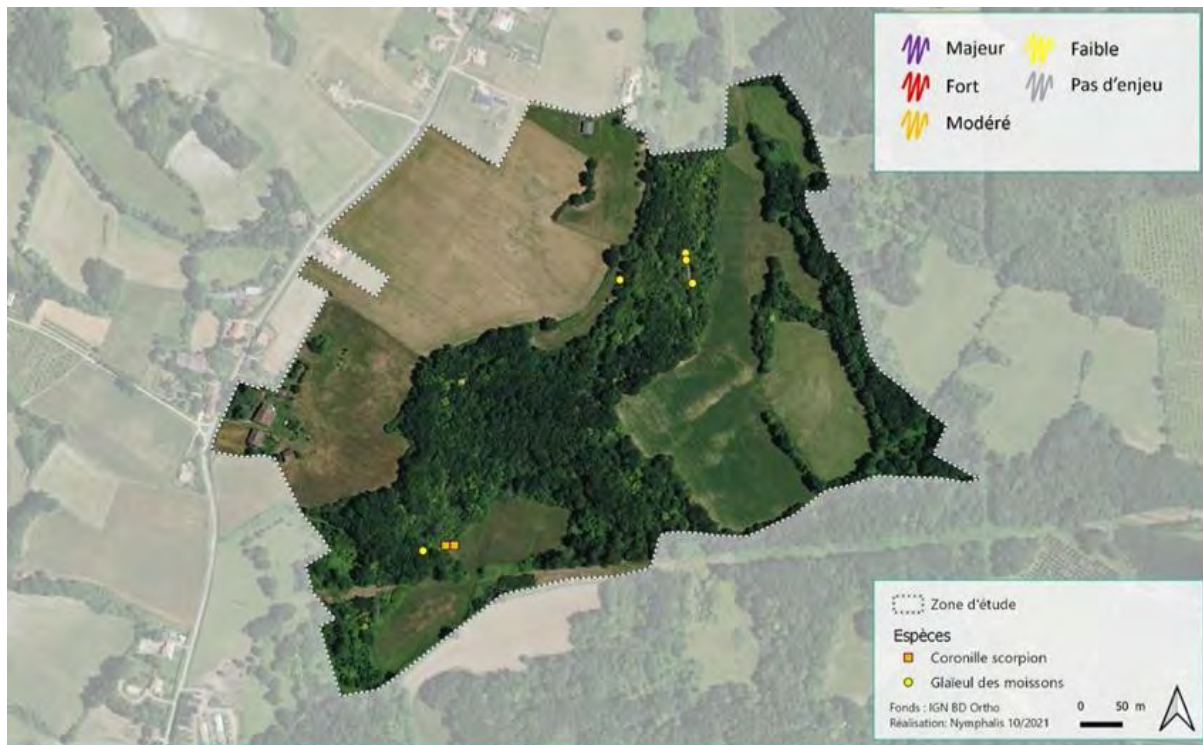 Majeur
Faible
Fort
Pas d'enjeu
Modéré
Zone d'étude
Espèces
Coronille scorpion
Glaïeul des moissons
Fonds : IGN BD Ortho
Réalisation: Nymphalis 10/2021
0 50 m